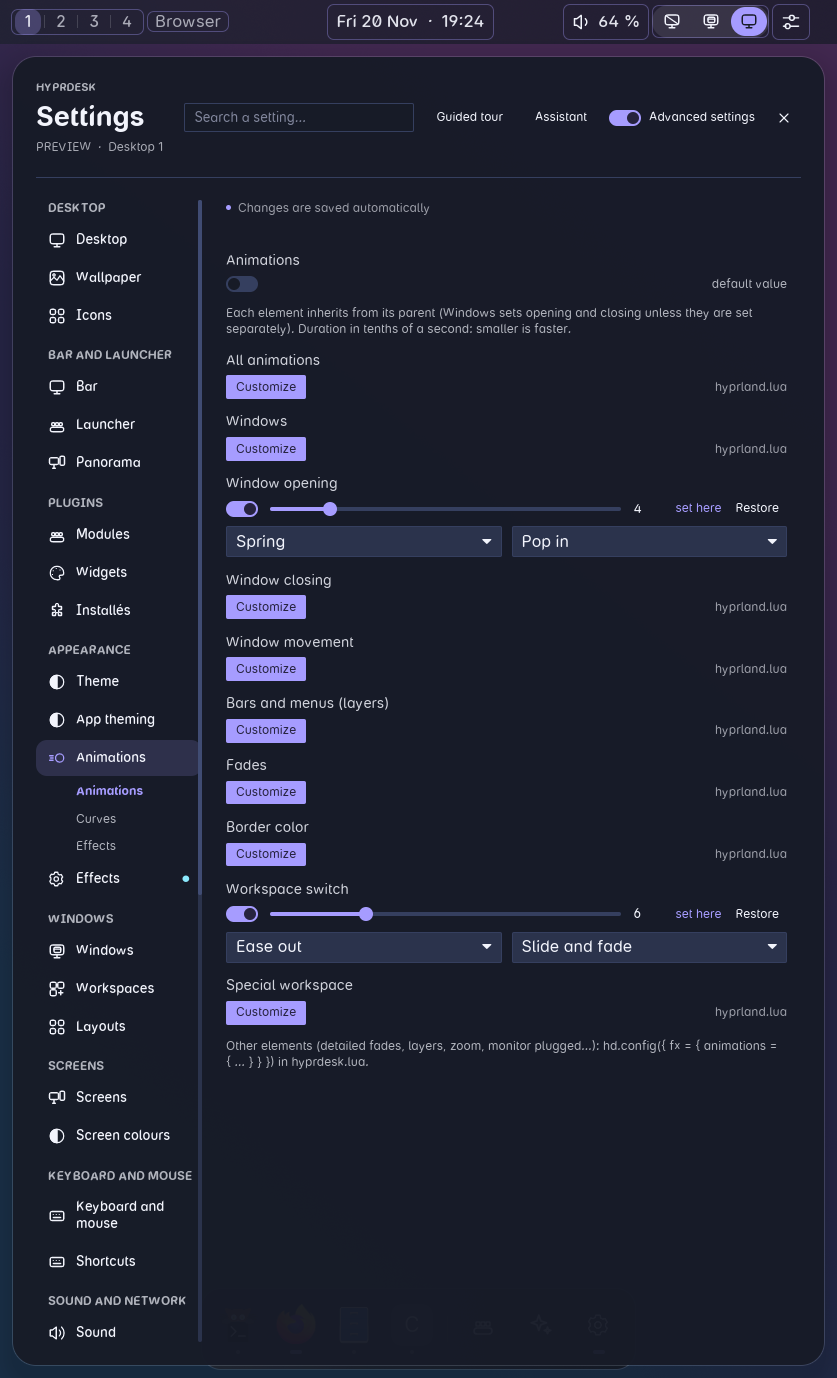 1 2 3 4 Browser
Fri 20 Nov · 19:24
64 %
HYPRDESK
Settings
PREVIEW · Desktop 1
Search a setting...
Guided tour
Assistant
Advanced settings
DESKTOP
Desktop
Wallpaper
Icons
BAR AND LAUNCHER
Bar
Launcher
Panorama
PLUGINS
Modules
Widgets
Installés
APPEARANCE
Theme
App theming
Animations
Animations
Curves
Effects
Effects
WINDOWS
Windows
Workspaces
Layouts
SCREENS
Screens
Screen colours
KEYBOARD AND MOUSE
Keyboard and
mouse
Shortcuts
SOUND AND NETWORK
Sound
Changes are saved automatically
Animations
default value
Each element inherits from its parent (Windows sets opening and closing unless they are set
separately). Duration in tenths of a second: smaller is faster.
All animations
Customize hyprland.lua
Windows
Customize hyprland.lua
Window opening
4 set here Restore
Spring Pop in
Window closing
Customize hyprland.lua
Window movement
Customize hyprland.lua
Bars and menus (layers)
Customize hyprland.lua
Fades
Customize hyprland.lua
Border color
Customize hyprland.lua
Workspace switch
6 set here Restore
Ease out Slide and fade
Special workspace
Customize hyprland.lua
Other elements (detailed fades, layers, zoom, monitor plugged...): hd.config({ fx = { animations =
{ ... } } }) in hyprdesk.lua.